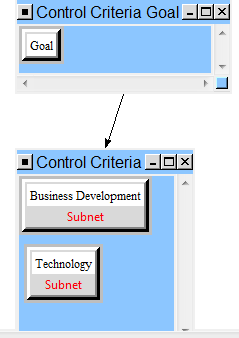 Control Criteria Goal
Goal
Control Criteria
Business Development
Subnet
Technology
Subnet